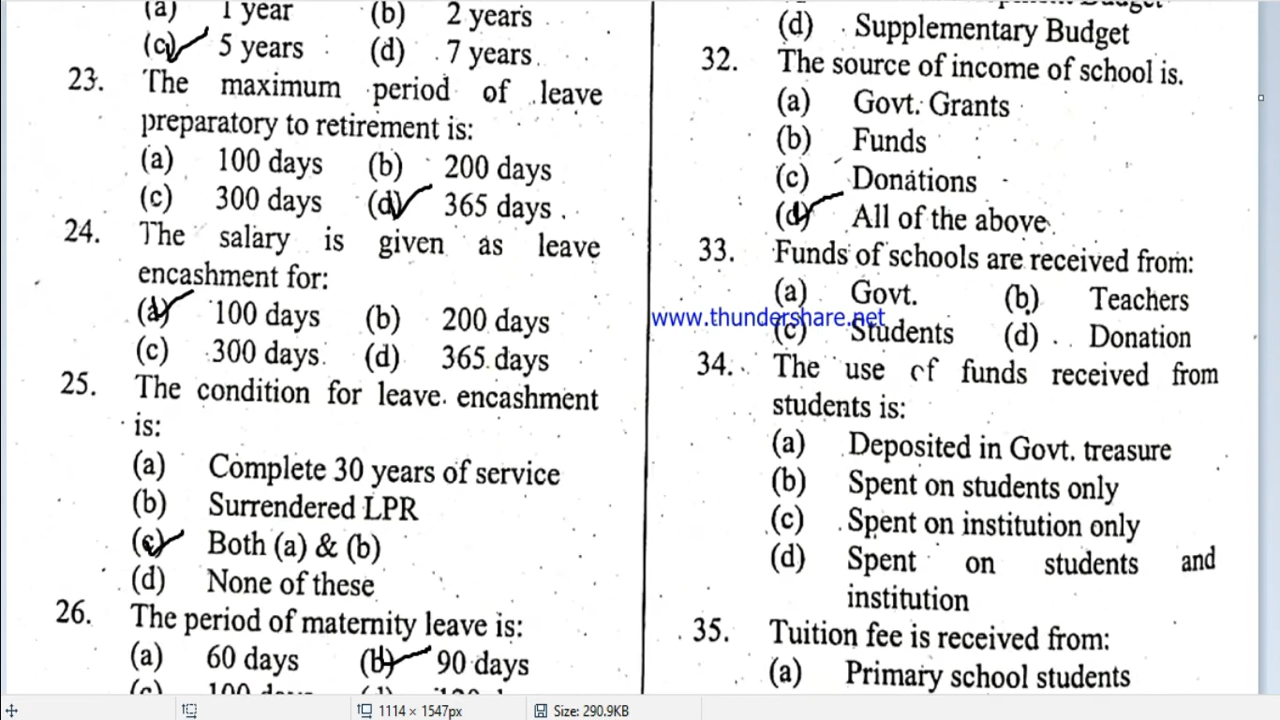 (a) 1 year (b) 2 years
(c) 5 years (d) 7 years
23. The maximum period of leave
preparatory to retirement is:
(a) 100 days (b) 200 days
(c) 300 days (d) 365 days
24. The salary is given as leave
encashment for:
(a) 100 days (b) 200 days
(c) 300 days (d) 365 days
25. The condition for leave encashment
is:
(a) Complete 30 years of service
(b) Surrendered LPR
(c) Both (a) & (b)
(d) None of these
26. The period of maternity leave is:
(a) 60 days (b) 90 days
(c) 100 days (d)
(d) Supplementary Budget
32. The source of income of school is.
(a) Govt. Grants
(b) Funds
(c) Donations
(d) All of the above
33. Funds of schools are received from:
(a) Govt. (b) Teachers
www.thundershare.net
(c) Students (d) Donation
34. The use of funds received from
students is:
(a) Deposited in Govt. treasure
(b) Spent on students only
(c) Spent on institution only
(d) Spent on students and
institution
35. Tuition fee is received from:
(a) Primary school students
1114 × 1547px Size: 290.9KB